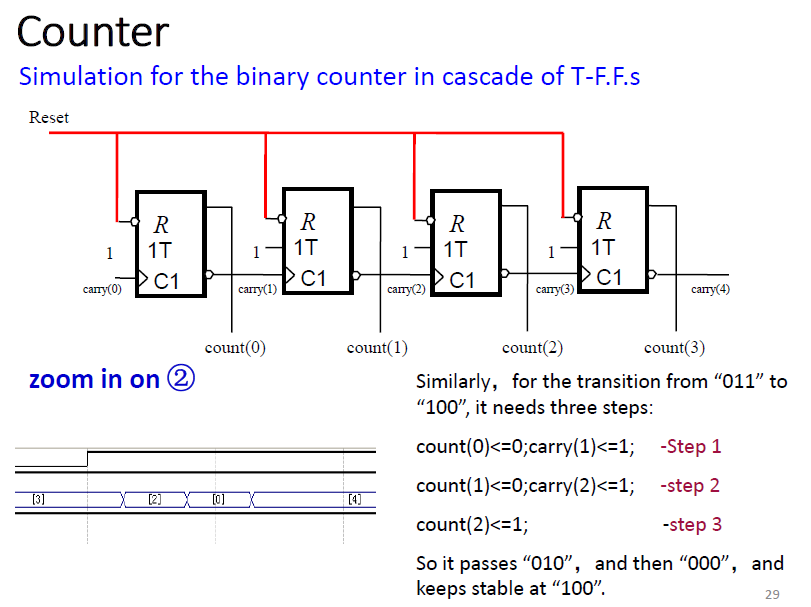 Counter
Simulation for the binary counter in cascade of T-F.F.s
Reset
R R R R
1 1T 1 1T 1 1T 1 1T
C1 C1 C1 C1
carry(0) carry(1) carry(2) carry(3) carry(4)
count(0) count(1) count(2) count(3)
zoom in on ②
[3] [2] [0] [4]
Similarly，for the transition from “011” to
“100”, it needs three steps:
count(0)<=0;carry(1)<=1; -Step 1
count(1)<=0;carry(2)<=1; -step 2
count(2)<=1; -step 3
So it passes “010”，and then “000”，and
keeps stable at “100”.
29